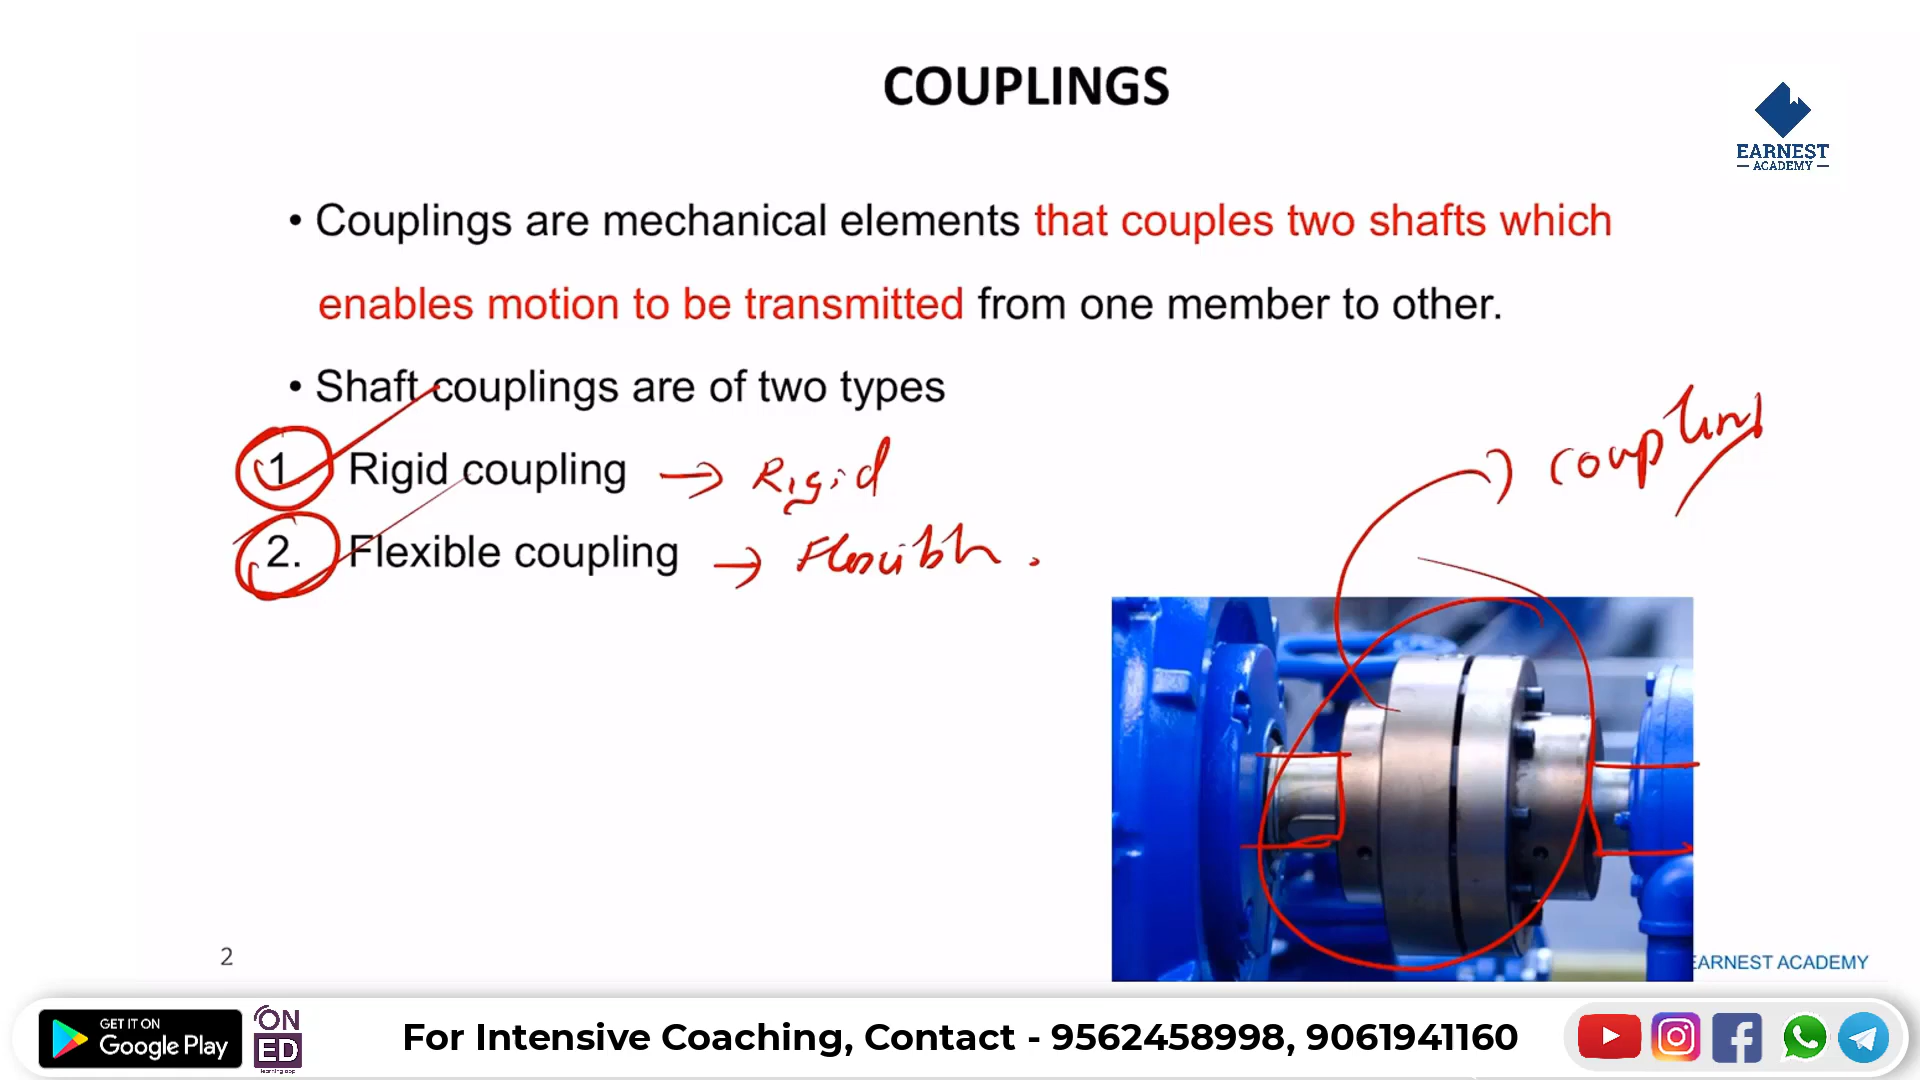 COUPLINGS
EARNEST
ACADEMY
• Couplings are mechanical elements that couples two shafts which
enables motion to be transmitted from one member to other.
• Shaft couplings are of two types
1. Rigid coupling → Rigid
coupling
2. Flexible coupling →
2
EARNEST ACADEMY
GET IT ON
Google Play
ON
ED
learning app
For Intensive Coaching, Contact - 9562458998, 9061941160